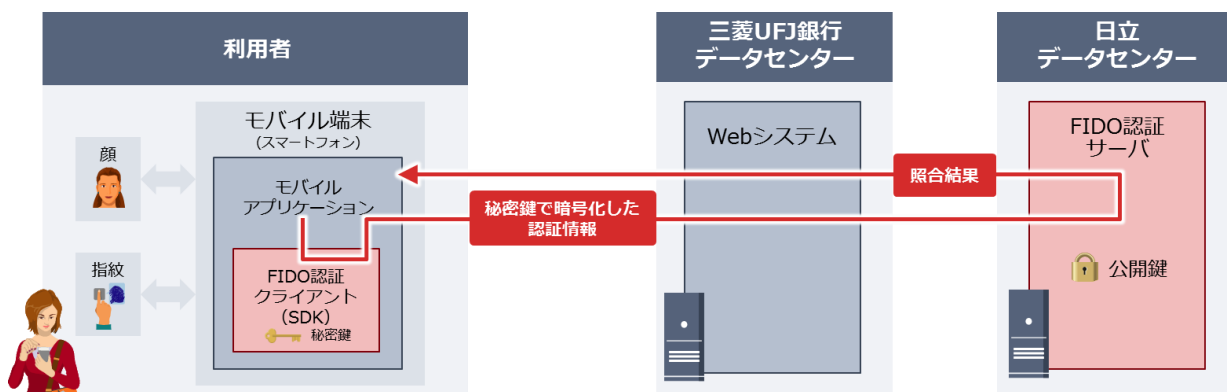 利用者
三菱UFJ銀行
データセンター
日立
データセンター
モバイル端末
(スマートフォン)
顔
指紋
モバイル
アプリケーション
FIDO認証
クライアント
(SDK)
秘密鍵
秘密鍵で暗号化した
認証情報
Webシステム
照合結果
FIDO認証
サーバ
公開鍵